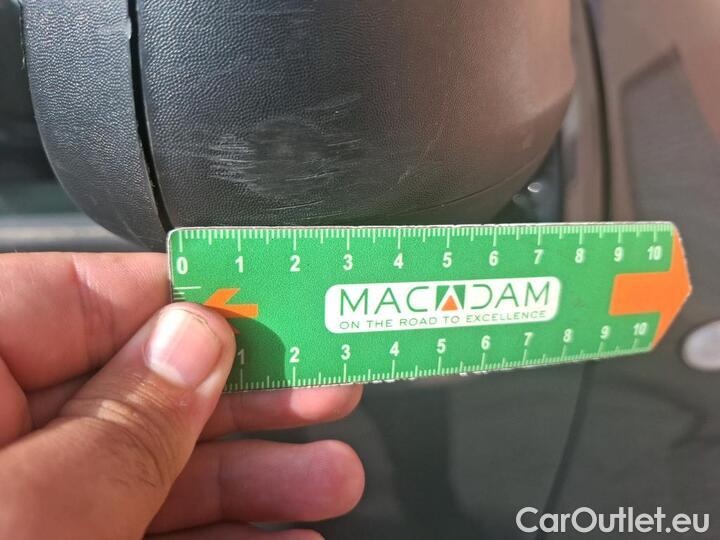 0 1 2 3 4 5 6 7 8 9 10
MACADAM
ON THE ROAD TO EXCELLENCE
1 2 3 4 5 6 7 8 9 10
CarOutlet.eu